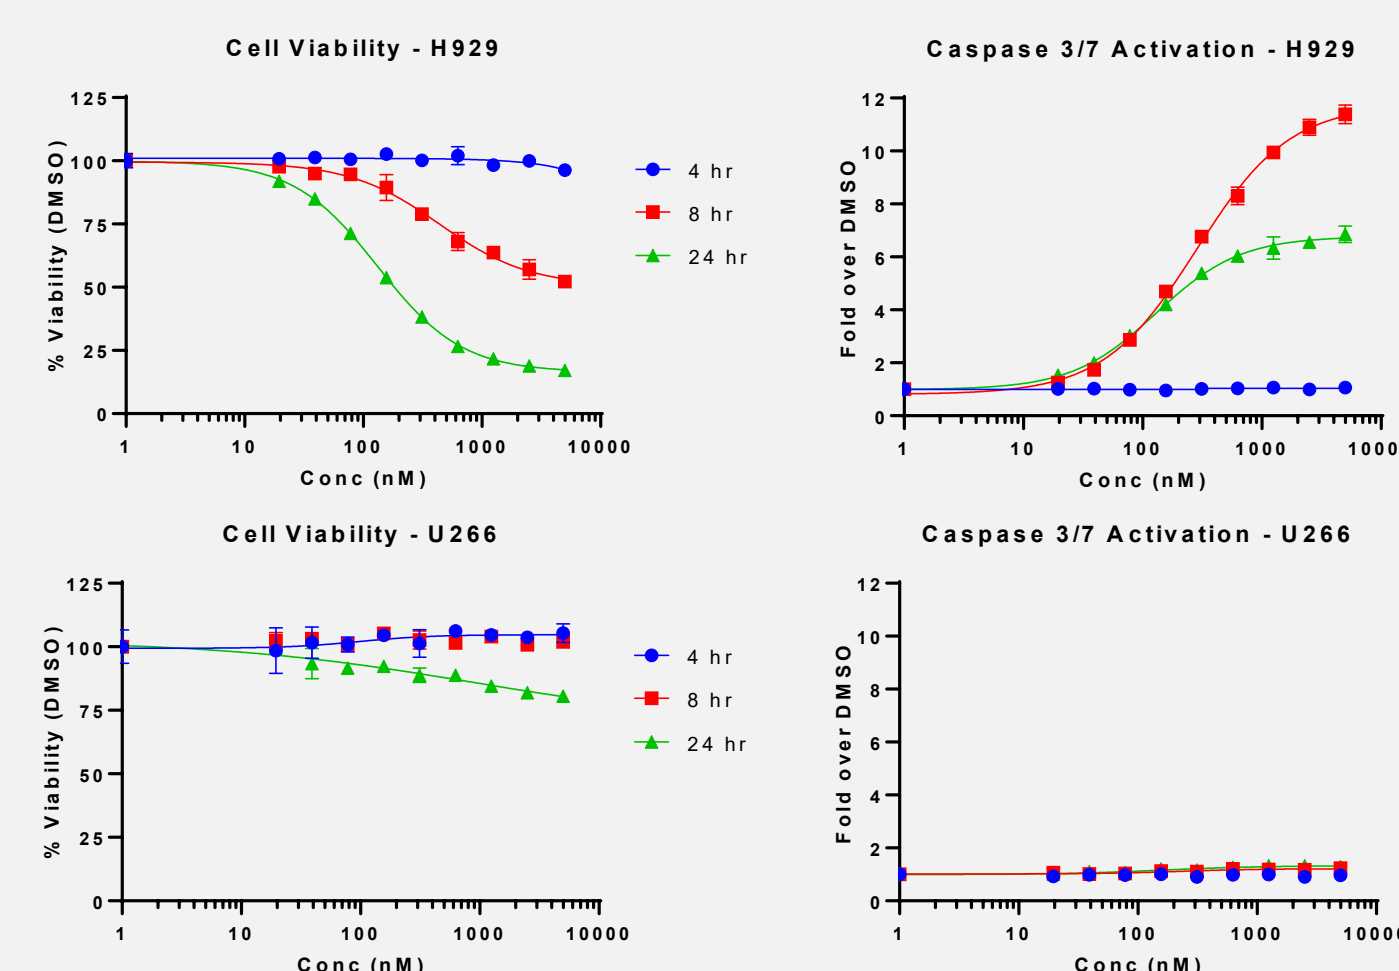 Cell Viability - H929
% Viability (DMSO)
125
100
75
50
25
0
1 10 100 1000 10000
Conc (nM)
4 hr
8 hr
24 hr
Caspase 3/7 Activation - H929
Fold over DMSO
12
10
8
6
4
2
0
1 10 100 1000 1000
Conc (nM)
Cell Viability - U266
% Viability (DMSO)
125
100
75
50
25
0
1 10 100 1000 10000
Conc (nM)
4 hr
8 hr
24 hr
Caspase 3/7 Activation - U266
Fold over DMSO
12
10
8
6
4
2
0
1 10 100 1000 10000
Conc (nM)